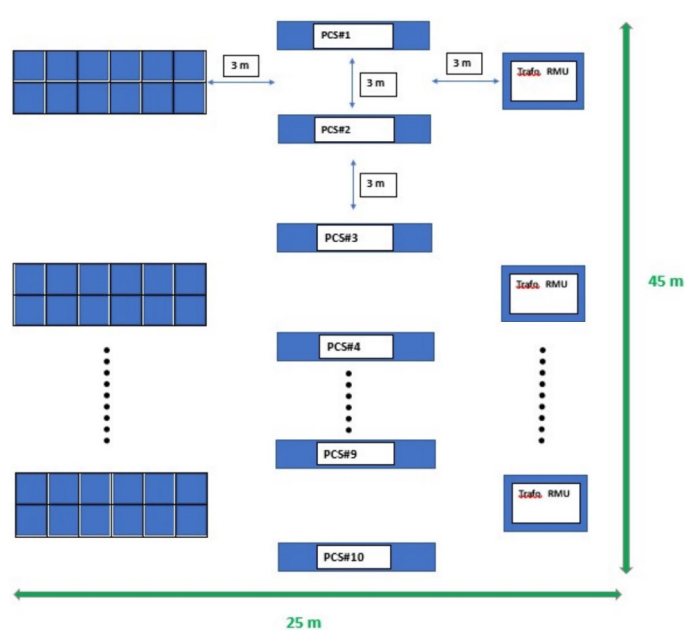 PCS#1
3 m
3 m
3 m
Trafo RMU
PCS#2
3 m
PCS#3
Trafo RMU
45 m
PCS#4
PCS#9
Trafo RMU
PCS#10
25 m